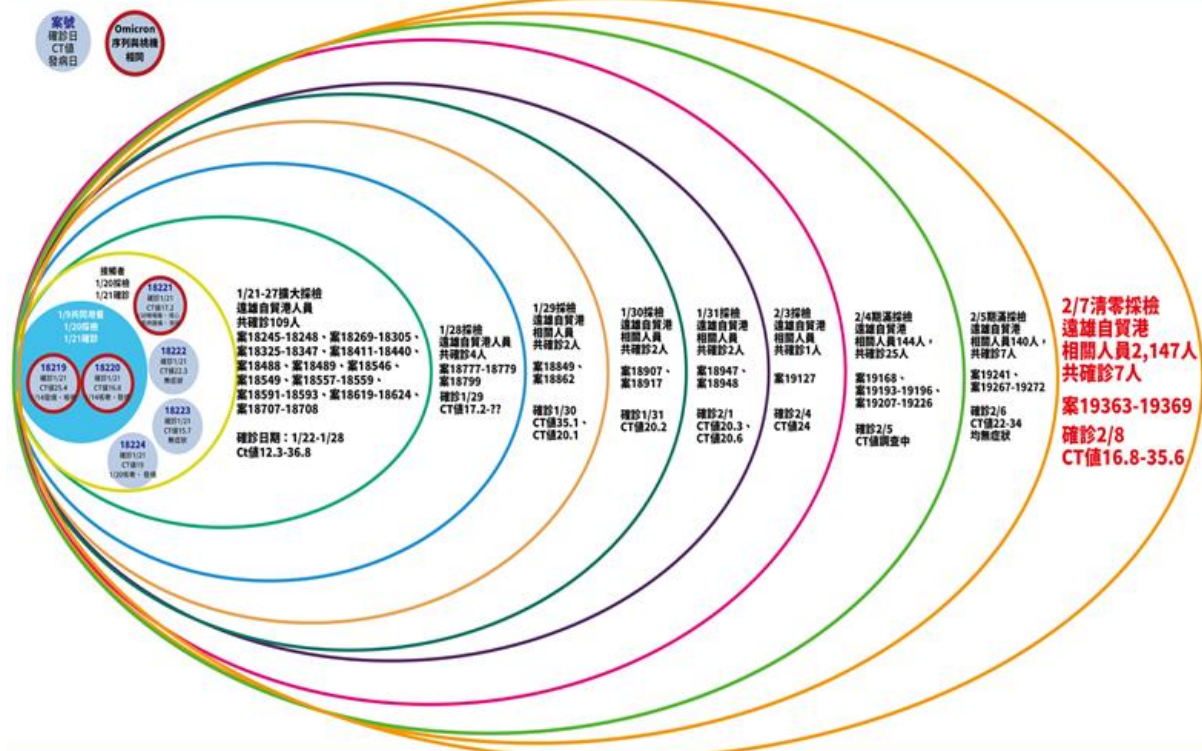 案號
確診日
CT值
發病日
Omicron
序列與桃機
相同
接觸者
1/20採檢
1/21確診
1/9共同用餐
1/20採檢
1/21確診
18219
確診1/21
CT值25.4
18220
確診1/21
CT值16.8
18221
確診1/21
CT值17.2
18222
確診1/21
CT值22.3
無症狀
18223
確診1/21
CT值15.7
無症狀
18224
確診1/21
CT值19
1/20咳嗽、發燒
1/21-27擴大採檢
遠雄自貿港人員
共確診109人
案18245-18248、案18269-18305、
案18325-18347、案18411-18440、
案18488、案18489、案18546、
案18549、案18557-18559、
案18591-18593、案18619-18624、
案18707-18708
確診日期：1/22-1/28
Ct值12.3-36.8
1/28採檢
遠雄自貿港人員
共確診4人
案18777-18779
案18799
確診1/29
CT值17.2-??
1/29採檢
遠雄自貿港
相關人員
共確診2人
案18849、
案18862
確診1/30
CT值35.1、
CT值20.1
1/30採檢
遠雄自貿港
相關人員
共確診2人
案18907、
案18917
確診1/31
CT值20.2
1/31採檢
遠雄自貿港
相關人員
共確診2人
案18947、
案18948
確診2/1
CT值20.3、
CT值20.6
2/3採檢
遠雄自貿港
相關人員
共確診1人
案19127
確診2/4
CT值24
2/4期滿採檢
遠雄自貿港
相關人員144人，
共確診25人
案19168、
案19193-19196、
案19207-19226
確診2/5
CT值調查中
2/5期滿採檢
遠雄自貿港
相關人員140人，
共確診7人
案19241、
案19267-19272
確診2/6
CT值22-34
均無症狀
2/7清零採檢
遠雄自貿港
相關人員2,147人
共確診7人
案19363-19369
確診2/8
CT值16.8-35.6